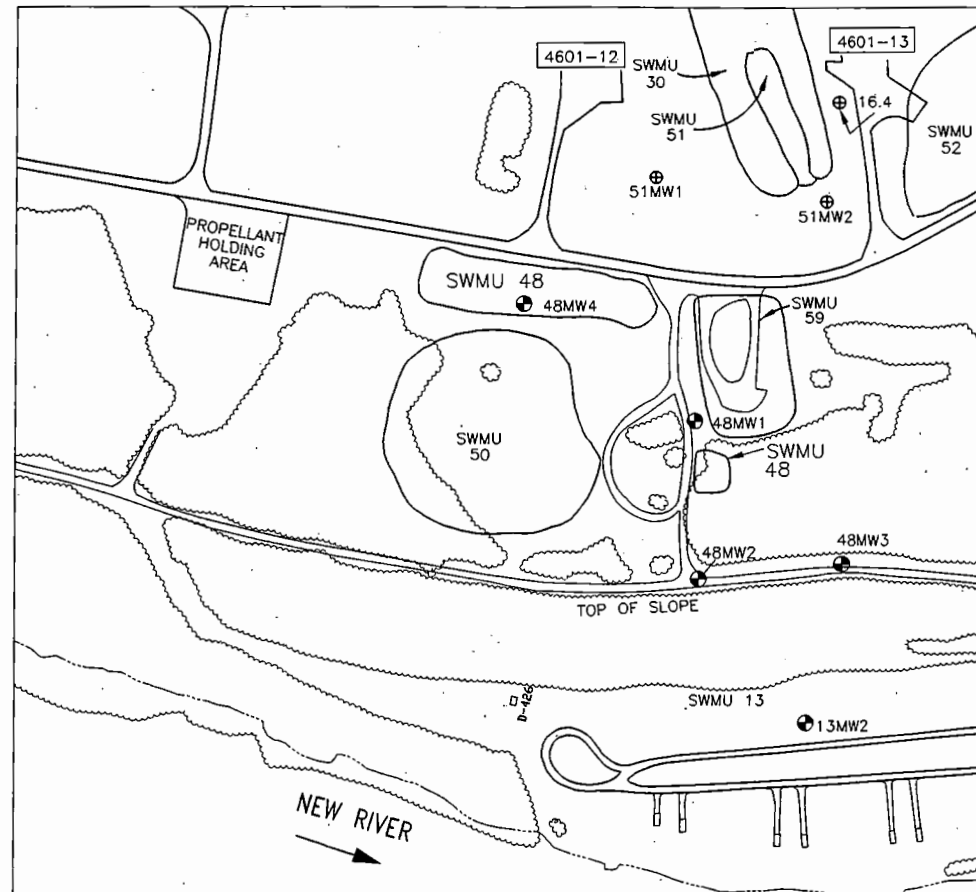 4601-12
SWMU
30
4601-13
16.4
SWMU
51
SWMU
52
51MW1
51MW2
PROPELLANT
HOLDING
AREA
SWMU 48
48MW4
SWMU
59
48MW1
SWMU
50
SWMU
48
48MW2
48MW3
TOP OF SLOPE
D-426
SWMU 13
13MW2
NEW RIVER